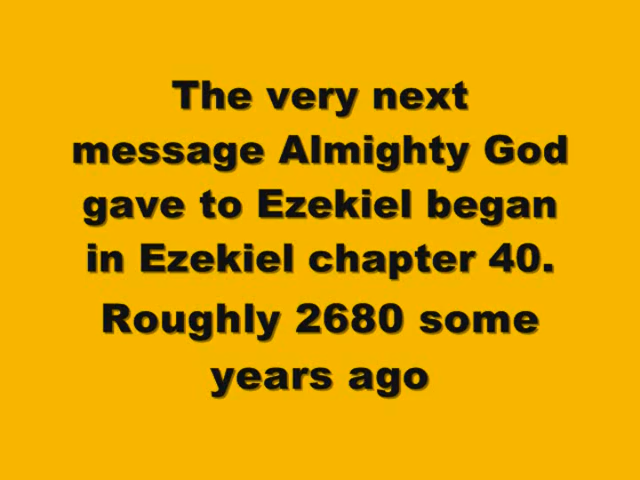 The very next
message Almighty God
gave to Ezekiel began
in Ezekiel chapter 40.
Roughly 2680 some
years ago